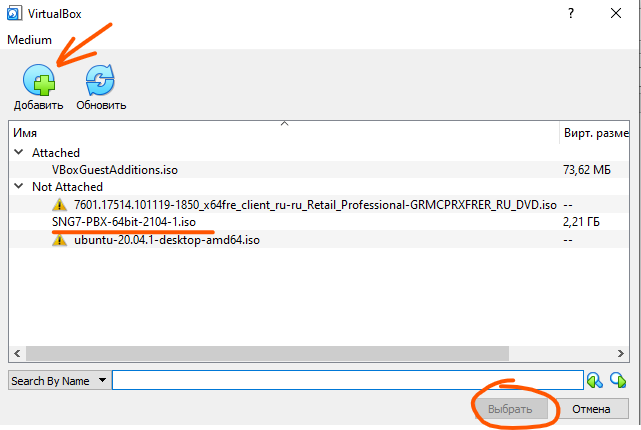 VirtualBox
?
Medium
Добавить Обновить
Имя Вирт. разме
Attached
VBoxGuestAdditions.iso 73,62 МБ
Not Attached
7601.17514.101119-1850_x64fre_client_ru-ru_Retail_Professional-GRMCPRXFRER_RU_DVD.iso --
SNG7-PBX-64bit-2104-1.iso 2,21 ГБ
ubuntu-20.04.1-desktop-amd64.iso --
Search By Name
Выбрать Отмена